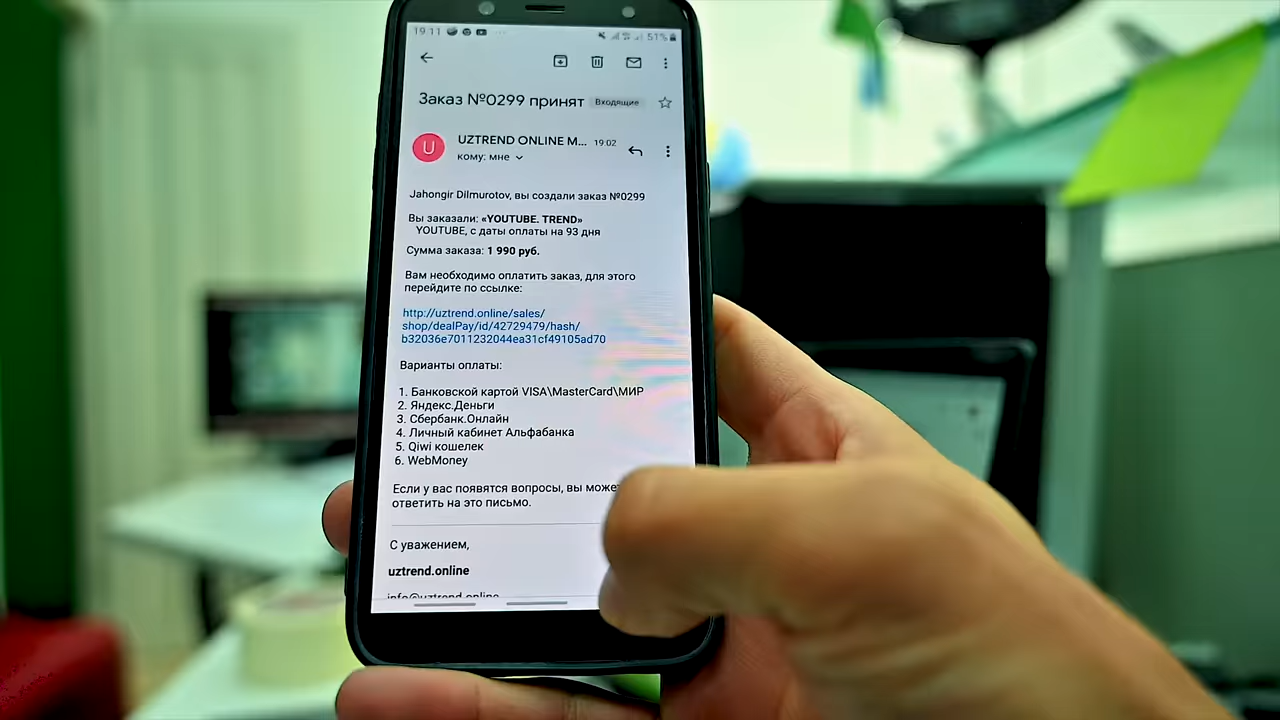 19.11 51%
Заказ №0299 принят Входящие
U
UZTREND ONLINE M... 19:02
кому: мне
Jahongir Dilmurotov, вы создали заказ №0299
Вы заказали: «YOUTUBE. TREND»
YOUTUBE, с даты оплаты на 93 дня
Сумма заказа: 1 990 руб.
Вам необходимо оплатить заказ, для этого
перейдите по ссылке:
http://uztrend.online/sales/
shop/dealPay/id/42729479/hash/
b32036e7011232044ea31cf49105ad70
Варианты оплаты:
1. Банковской картой VISA\MasterCard\МИР
2. Яндекс.Деньги
3. Сбербанк.Онлайн
4. Личный кабинет Альфабанка
5. Qiwi кошелек
6. WebMoney
Если у вас появятся вопросы, вы може
ответить на это письмо.
С уважением,
uztrend.online
info@uztrend.online